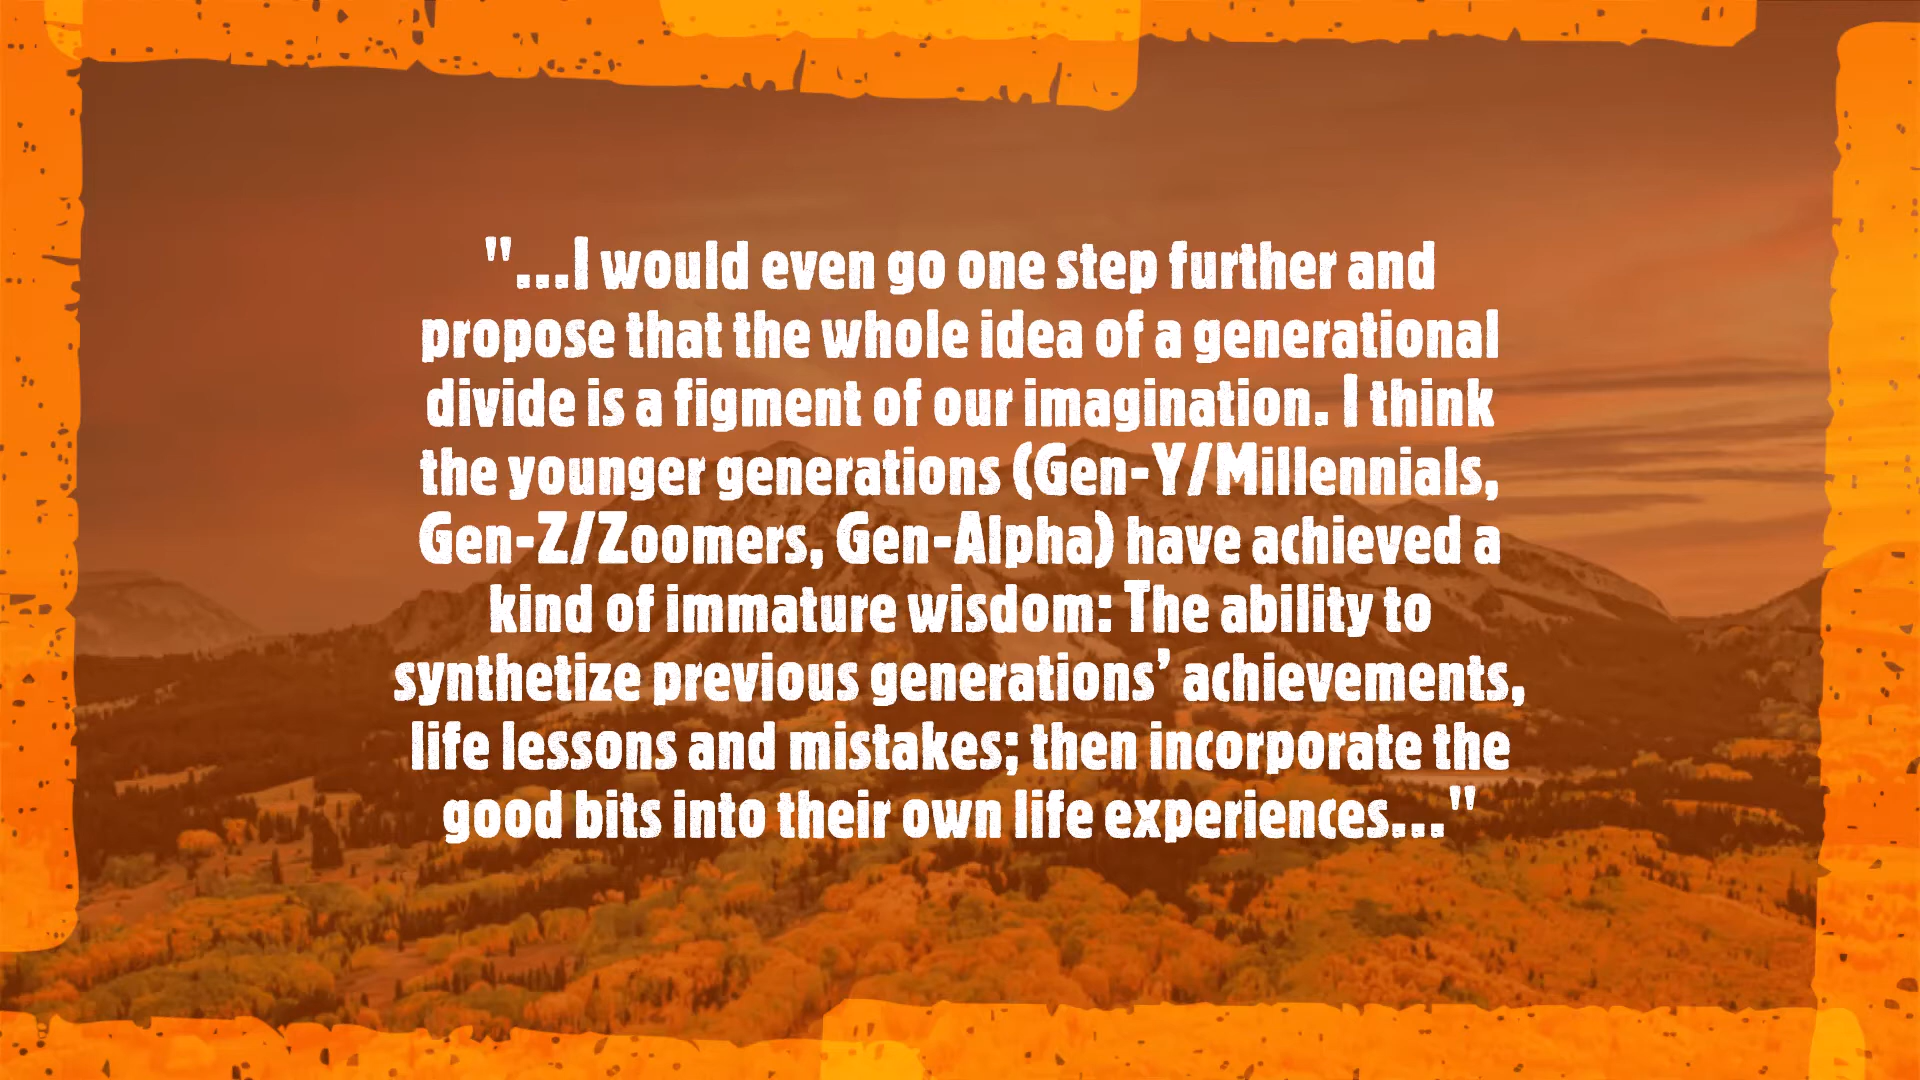 "...I would even go one step further and
propose that the whole idea of a generational
divide is a figment of our imagination. I think
the younger generations (Gen-Y/Millennials,
Gen-Z/Zoomers, Gen-Alpha) have achieved a
kind of immature wisdom: The ability to
synthetize previous generations’ achievements,
life lessons and mistakes; then incorporate the
good bits into their own life experiences..."